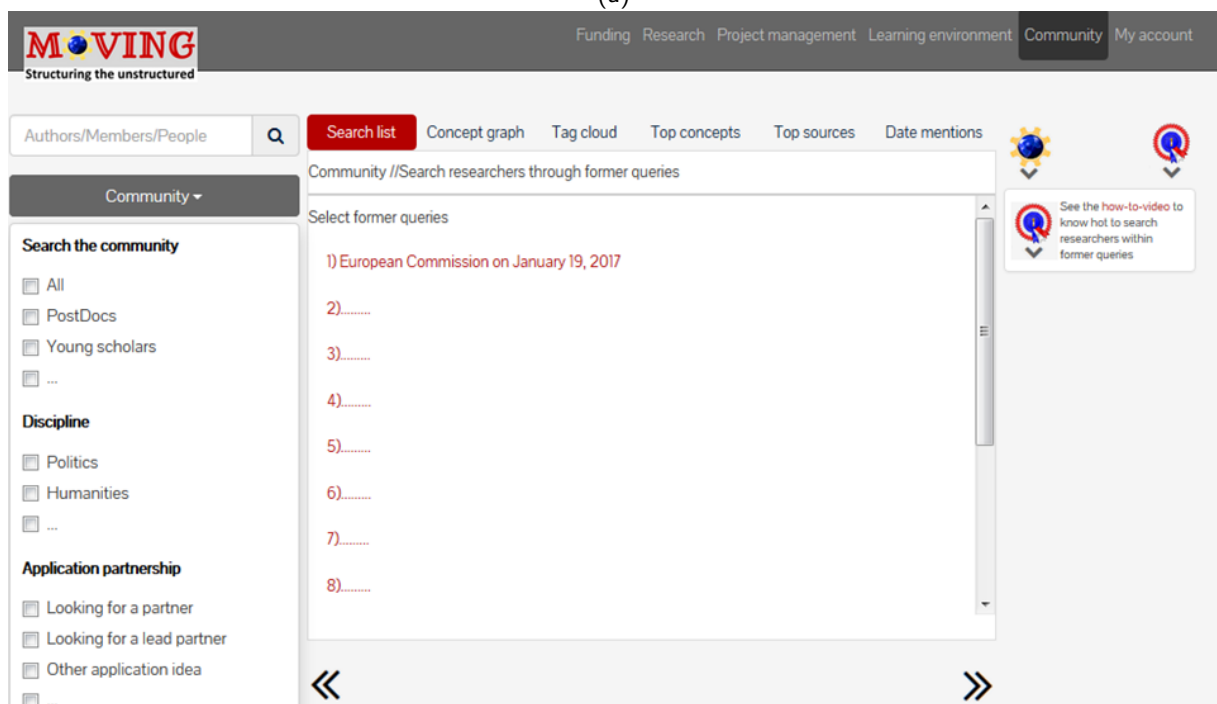 (a)
MOVING
Structuring the unstructured
Funding Research Project management Learning environment Community My account
Authors/Members/People
Search list Concept graph Tag cloud Top concepts Top sources Date mentions
Community //Search researchers through former queries
Community
Select former queries
See the how-to-video to
know hot to search
researchers within
former queries
Search the community
All
PostDocs
Young scholars
...
Discipline
Politics
Humanities
...
Application partnership
Looking for a partner
Looking for a lead partner
Other application idea
1) European Commission on January 19, 2017
2).........
3).........
4).........
5).........
6).........
7).........
8).........